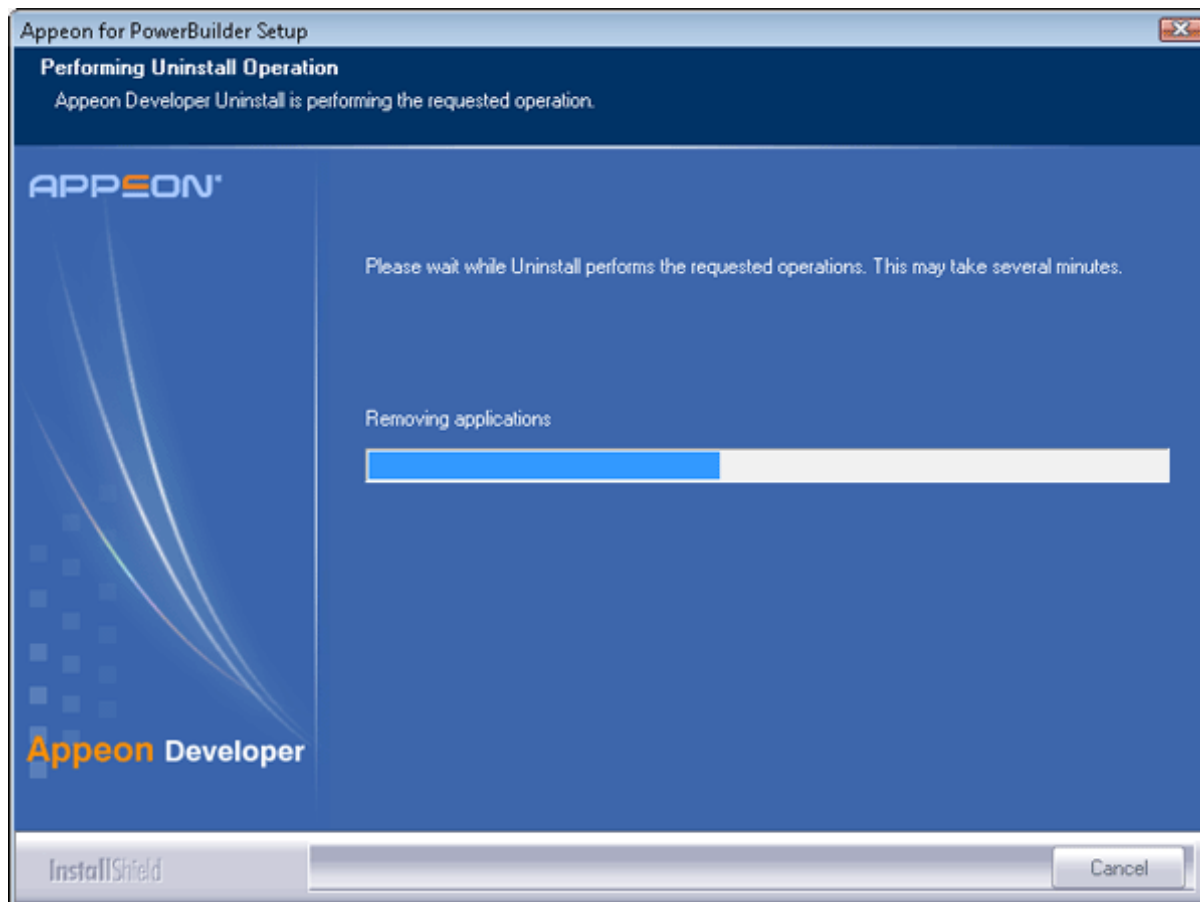 Appeon for PowerBuilder Setup
Performing Uninstall Operation
Appeon Developer Uninstall is performing the requested operation.
APPEON
Please wait while Uninstall performs the requested operations. This may take several minutes.
Removing applications
Appeon Developer
InstallShield
Cancel